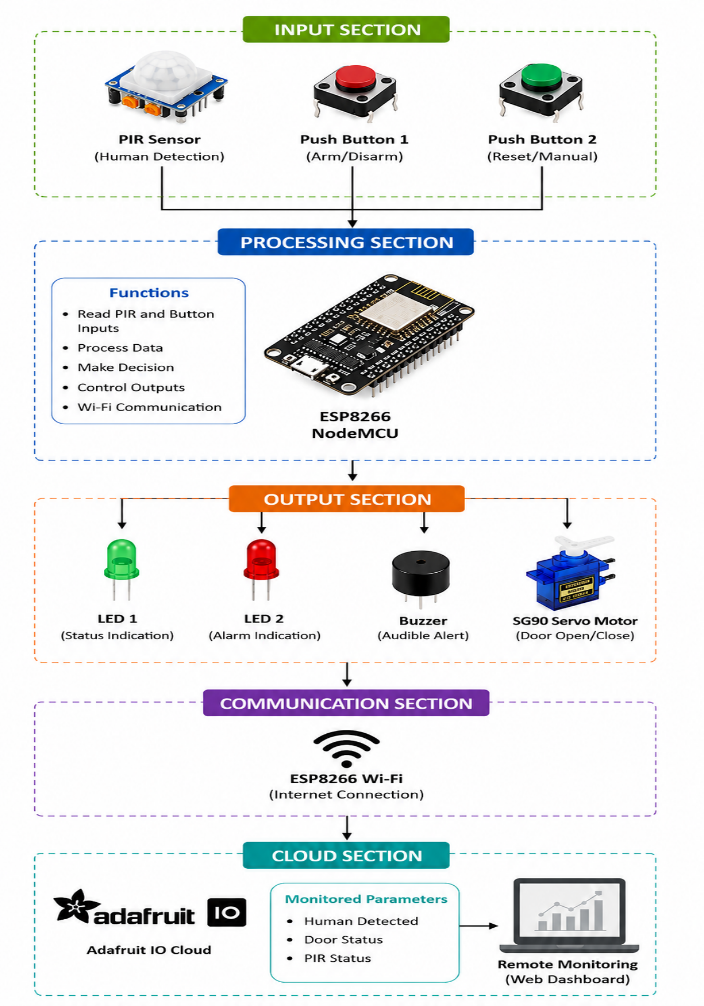 INPUT SECTION
PIR Sensor
(Human Detection)
Push Button 1
(Arm/Disarm)
Push Button 2
(Reset/Manual)
PROCESSING SECTION
Functions
• Read PIR and Button
Inputs
• Process Data
• Make Decision
• Control Outputs
• Wi-Fi Communication
ESP8266
NodeMCU
OUTPUT SECTION
LED 1
(Status Indication)
LED 2
(Alarm Indication)
Buzzer
(Audible Alert)
SG90 Servo Motor
(Door Open/Close)
COMMUNICATION SECTION
ESP8266 Wi-Fi
(Internet Connection)
CLOUD SECTION
adafruit IO
Adafruit IO Cloud
Monitored Parameters
• Human Detected
• Door Status
• PIR Status
Remote Monitoring
(Web Dashboard)